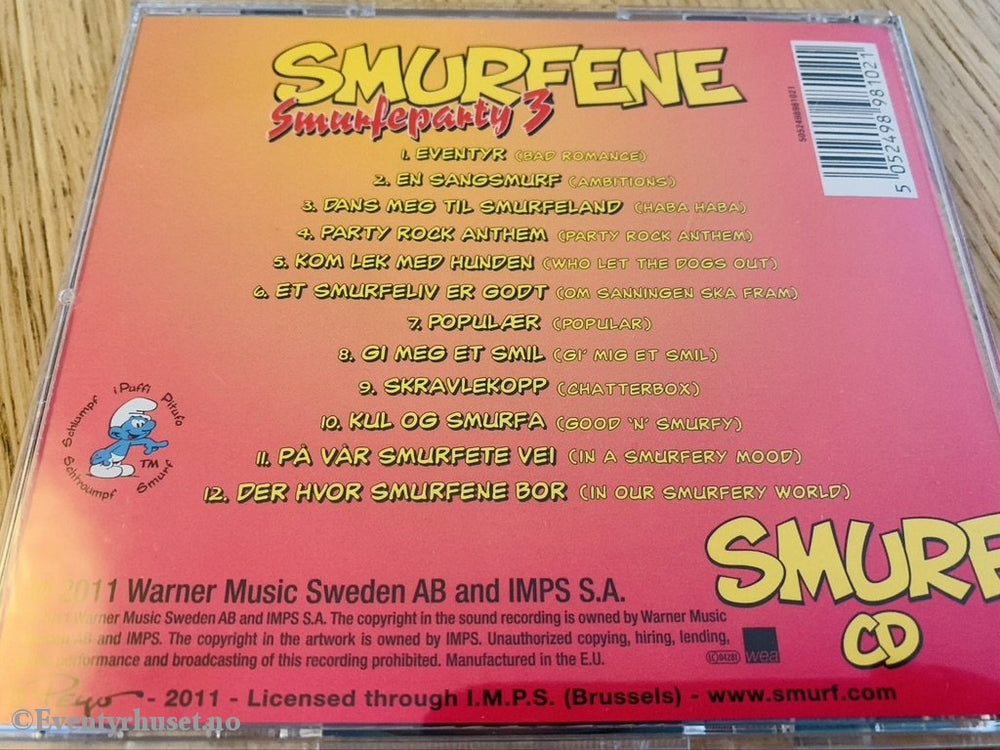 SMURFENE
Smurfeparty 3
1. EVENTYR (BAD ROMANCE)
2. EN SANGSMURF (AMBITIONS)
3. DANS MEG TIL SMURFELAND (HABA HABA)
4. PARTY ROCK ANTHEM (PARTY ROCK ANTHEM)
5. KOM LEK MED HUNDEN (WHO LET THE DOGS OUT)
6. ET SMURFELIV ER GODT (OM SANNINGEN SKA FRAM)
7. POPULÆR (POPULAR)
8. GI MEG ET SMIL (GI' MIG ET SMIL)
9. SKRAVLEKOPP (CHATTERBOX)
10. KUL OG SMURFA (GOOD 'N' SMURFY)
11. PÅ VÅR SMURFETE VEI (IN A SMURFERY MOOD)
12. DER HVOR SMURFENE BOR (IN OUR SMURFERY WORLD)
5052498981021
5 052498 981021
Schlumpf
i Puffi
Pitufo
Schtroumpf
Smurf
TM
SMURF
CD
2011 Warner Music Sweden AB and IMPS S.A.
Warner Music Sweden AB and IMPS S.A. The copyright in the sound recording is owned by Warner Music
AB and IMPS. The copyright in the artwork is owned by IMPS. Unauthorized copying, hiring, lending,
performance and broadcasting of this recording prohibited. Manufactured in the E.U.
LC 04281
wea
Peyo - 2011 - Licensed through I.M.P.S. (Brussels) - www.smurf.com
©Eventyrhuset.no